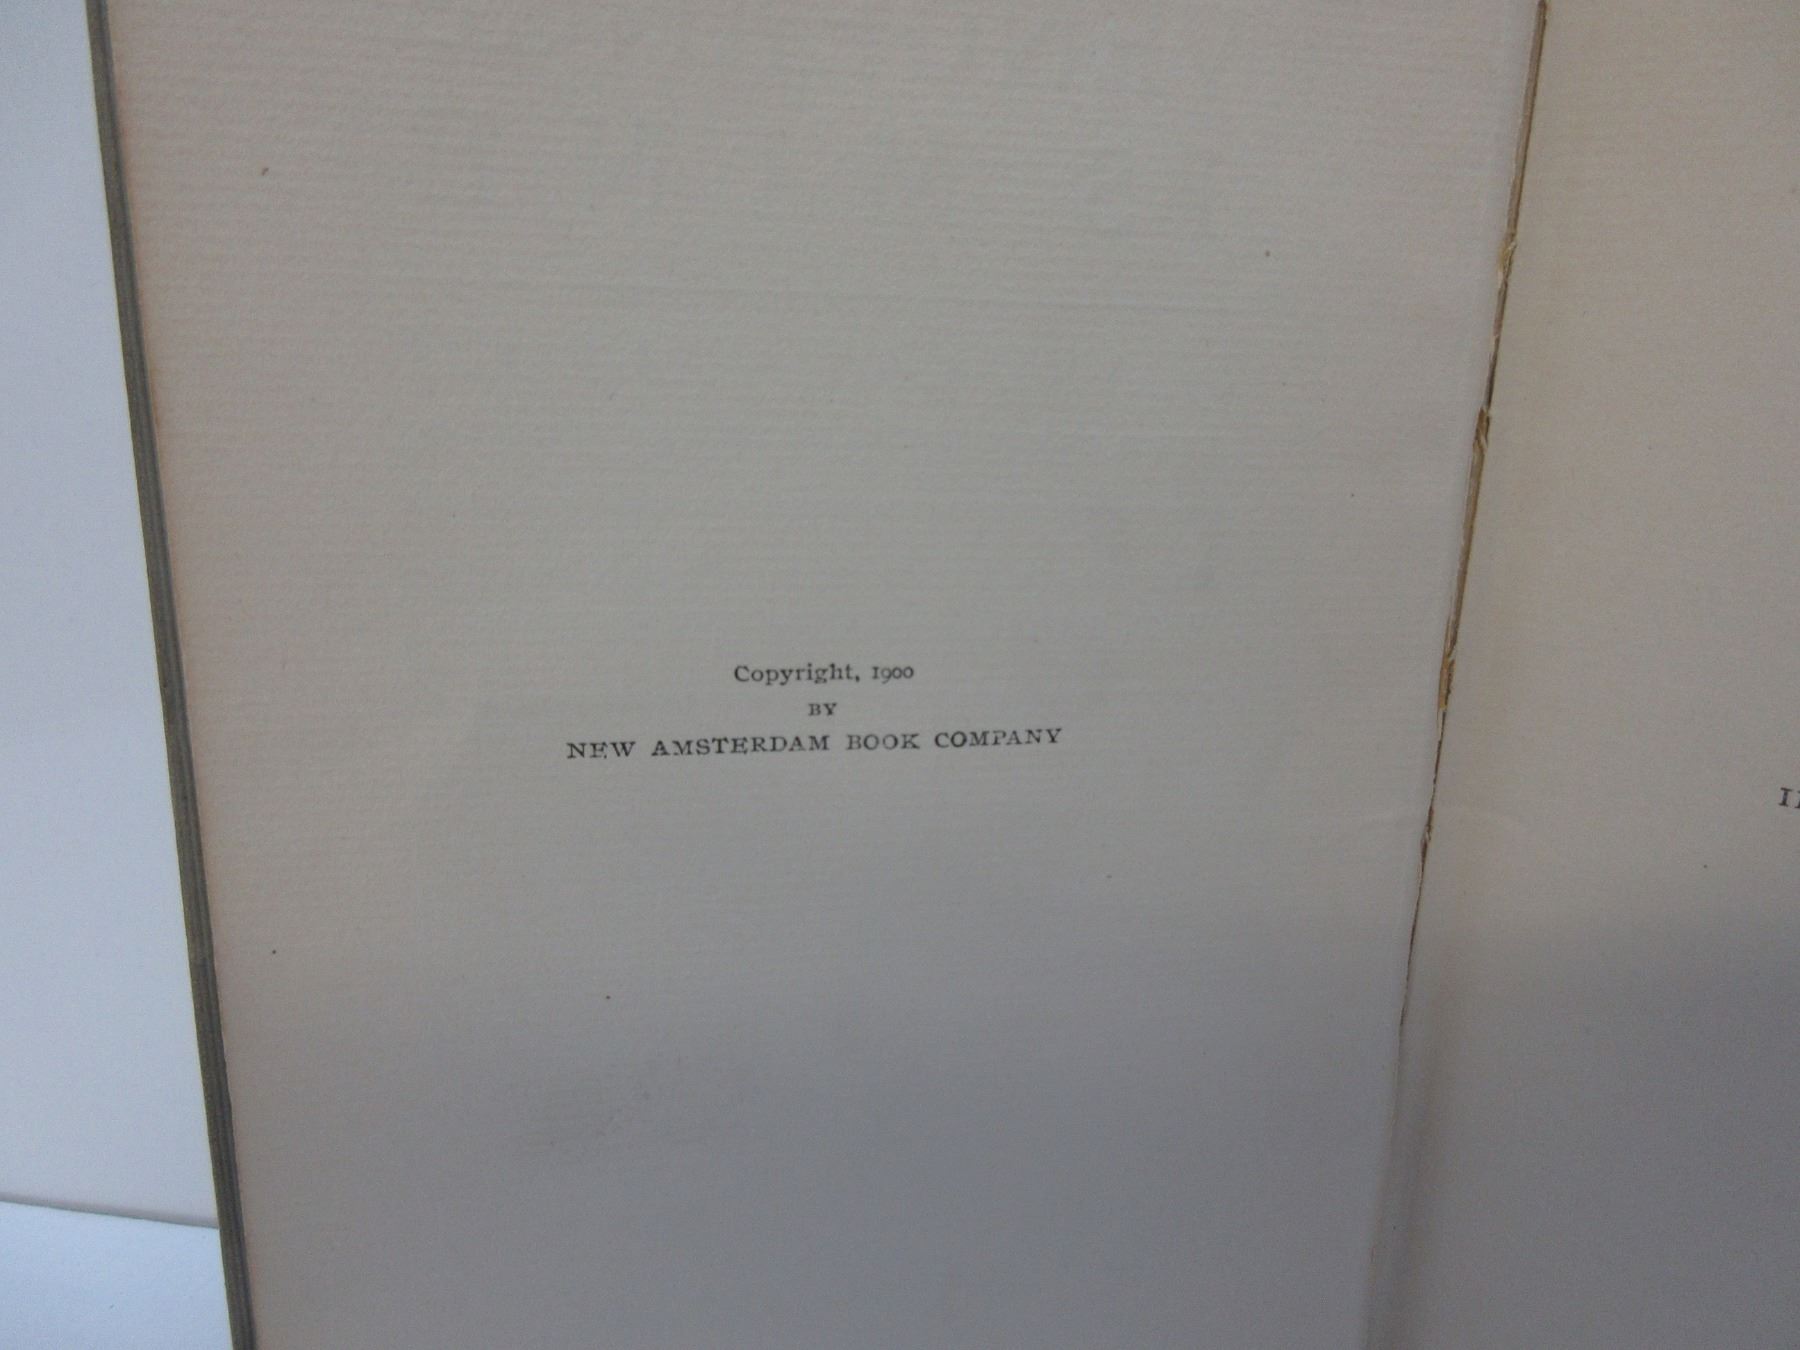 Copyright, 1900
BY
NEW AMSTERDAM BOOK COMPANY